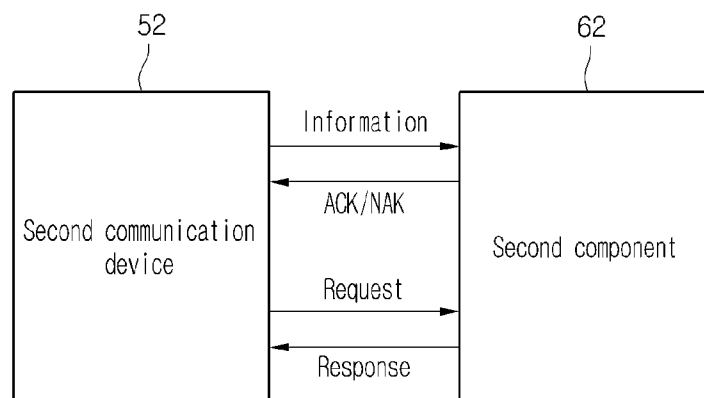 52
62
Information
ACK/NAK
Second communication
device
Second component
Request
Response